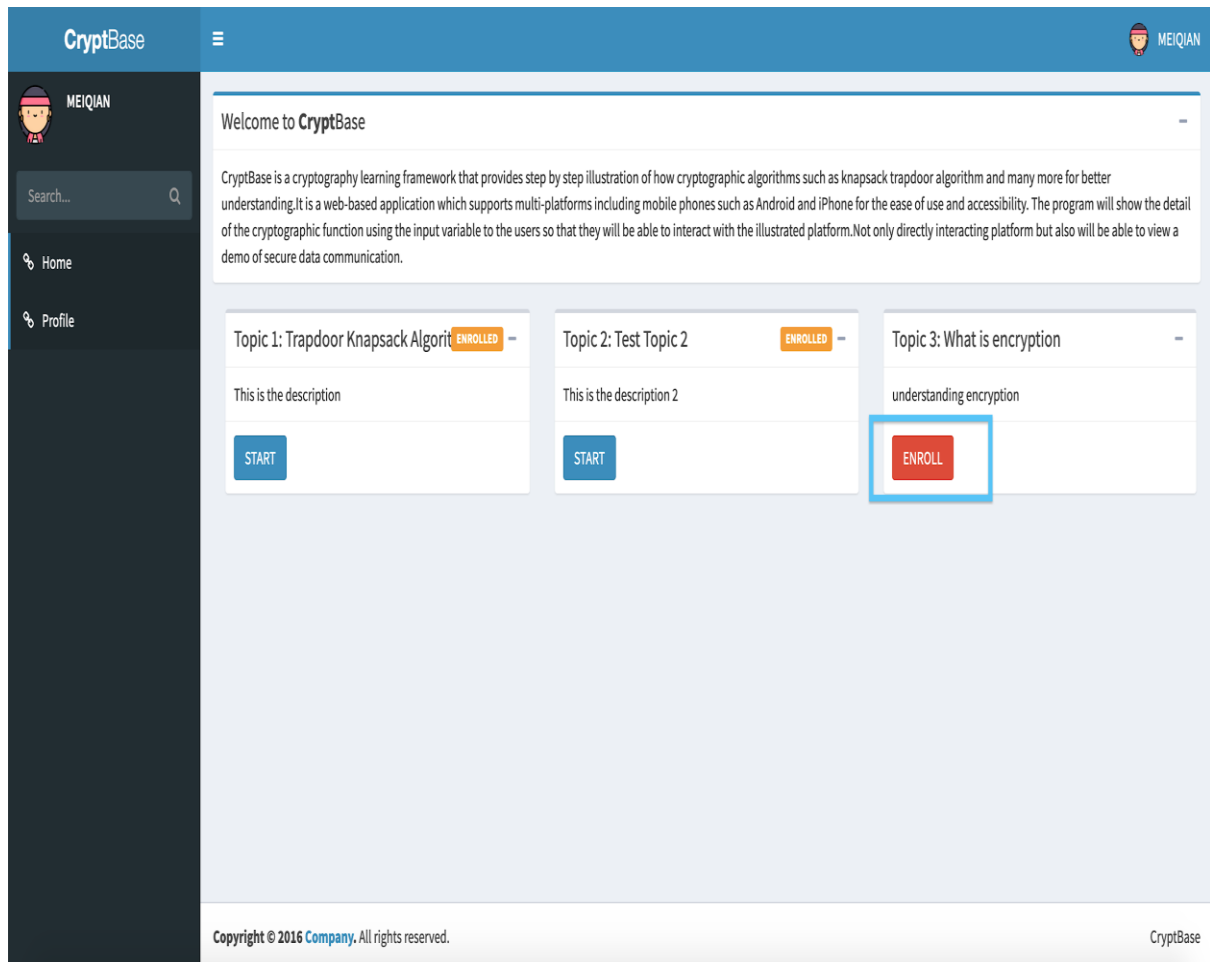 CryptBase
MEIQIAN
MEIQIAN
Search...
Home
Profile
Welcome to CryptBase
CryptBase is a cryptography learning framework that provides step by step illustration of how cryptographic algorithms such as knapsack trapdoor algorithm and many more for better
understanding.It is a web-based application which supports multi-platforms including mobile phones such as Android and iPhone for the ease of use and accessibility. The program will show the detail
of the cryptographic function using the input variable to the users so that they will be able to interact with the illustrated platform.Not only directly interacting platform but also will be able to view a
demo of secure data communication.
Topic 1: Trapdoor Knapsack Algorit ENROLLED
This is the description
START
Topic 2: Test Topic 2 ENROLLED
This is the description 2
START
Topic 3: What is encryption
understanding encryption
ENROLL
Copyright © 2016 Company. All rights reserved.
CryptBase